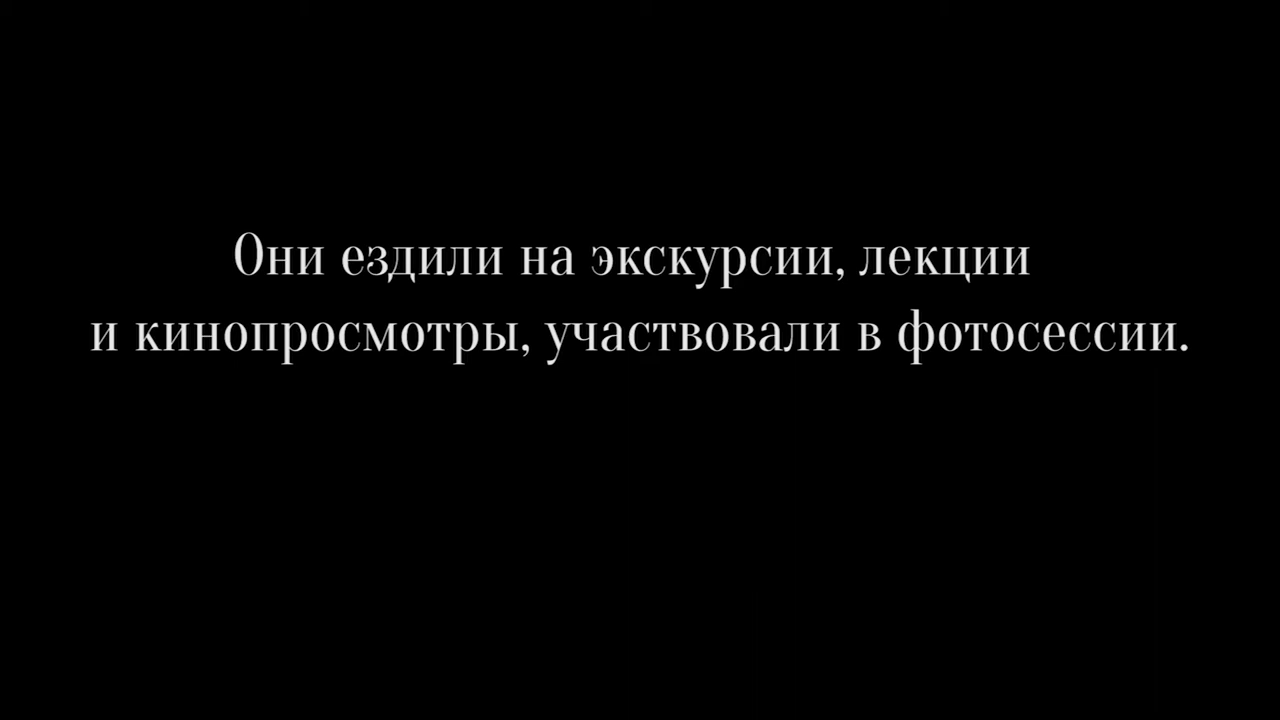 Они ездили на экскурсии, лекции
и кинопросмотры, участвовали в фотосессии.